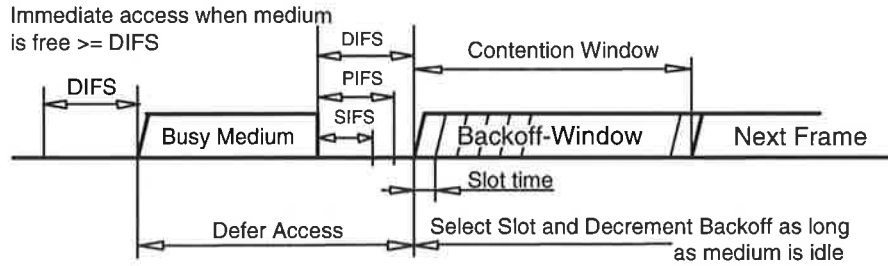 Immediate access when medium
is free >= DIFS
DIFS
DIFS
PIFS
SIFS
Contention Window
Busy Medium
Backoff-Window
Next Frame
Slot time
Defer Access
Select Slot and Decrement Backoff as long
as medium is idle